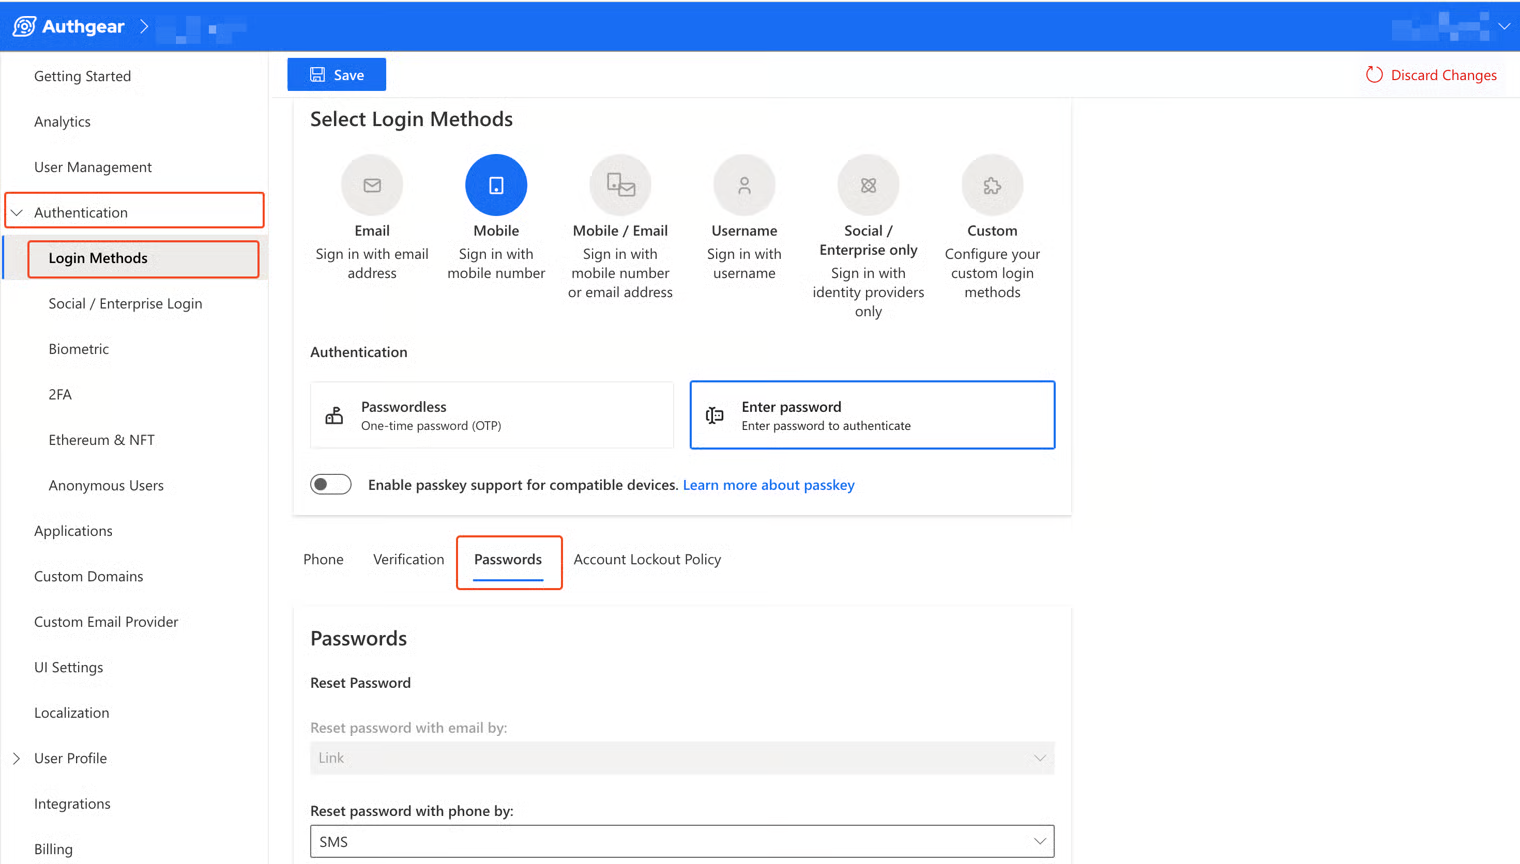 Authgear
Save
Discard Changes
Getting Started
Analytics
User Management
Authentication
Login Methods
Social / Enterprise Login
Biometric
2FA
Ethereum & NFT
Anonymous Users
Applications
Custom Domains
Custom Email Provider
UI Settings
Localization
User Profile
Integrations
Billing
Select Login Methods
Email
Sign in with email
address
Mobile
Sign in with
mobile number
Mobile / Email
Sign in with
mobile number
or email address
Username
Sign in with
username
Social /
Enterprise only
Sign in with
identity providers
only
Custom
Configure your
custom login
methods
Authentication
Passwordless
One-time password (OTP)
Enter password
Enter password to authenticate
Enable passkey support for compatible devices. Learn more about passkey
Phone Verification Passwords Account Lockout Policy
Passwords
Reset Password
Reset password with email by:
Link
Reset password with phone by:
SMS